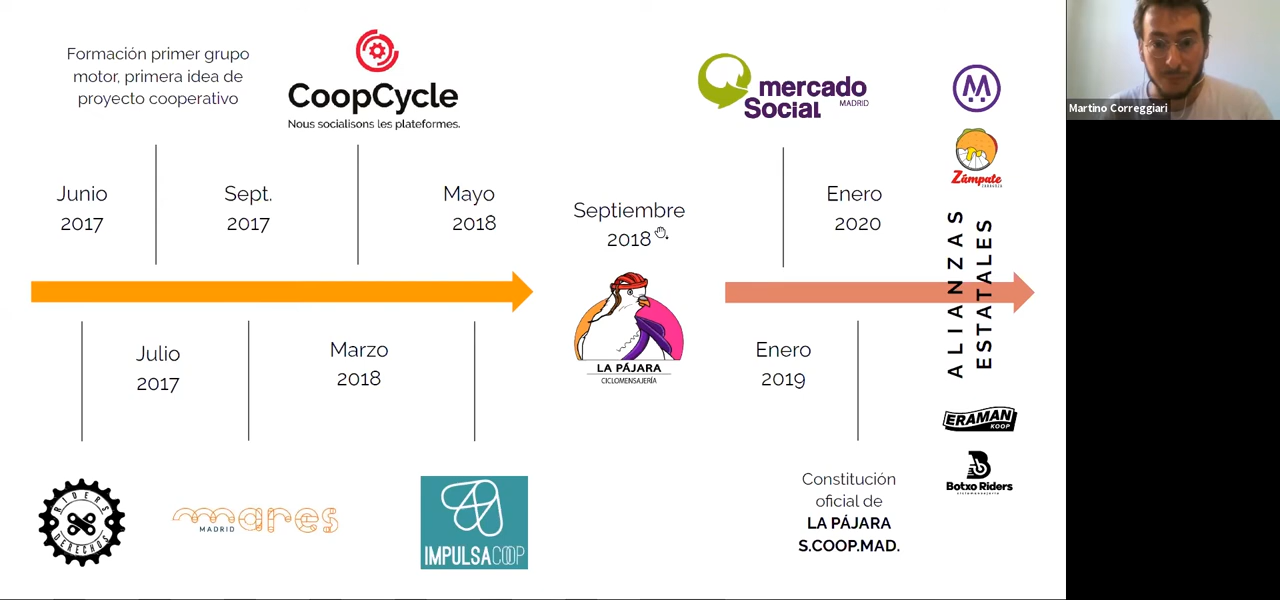 Formación primer grupo
motor, primera idea de
proyecto cooperativo
CoopCycle
Nous socialisons les plateformes.
mercado
Social
MADRID
Martino Correggiari
Zámpate
ZARAGOZA
Junio
2017
Sept.
2017
Mayo
2018
Septiembre
2018
Enero
2020
ALIANZAS
ESTATALES
Julio
2017
Marzo
2018
LA PÁJARA
CICLOMENSAJERÍA
Enero
2019
ERAMAN
KOOP
Botxo Riders
RIDERS
DERECHOS
mares
MADRID
IMPULSACOOP
Constitución
oficial de
LA PÁJARA
S.COOP.MAD.